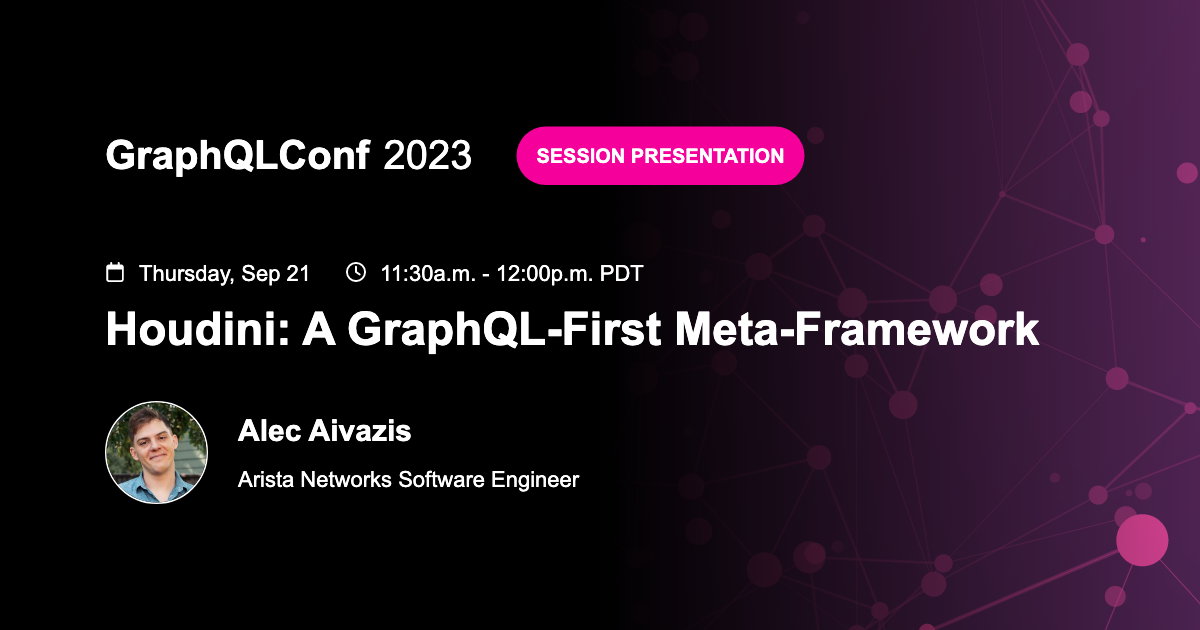 GraphQLConf 2023
SESSION PRESENTATION
Thursday, Sep 21 11:30a.m. - 12:00p.m. PDT
Houdini: A GraphQL-First Meta-Framework
Alec Aivazis
Arista Networks Software Engineer